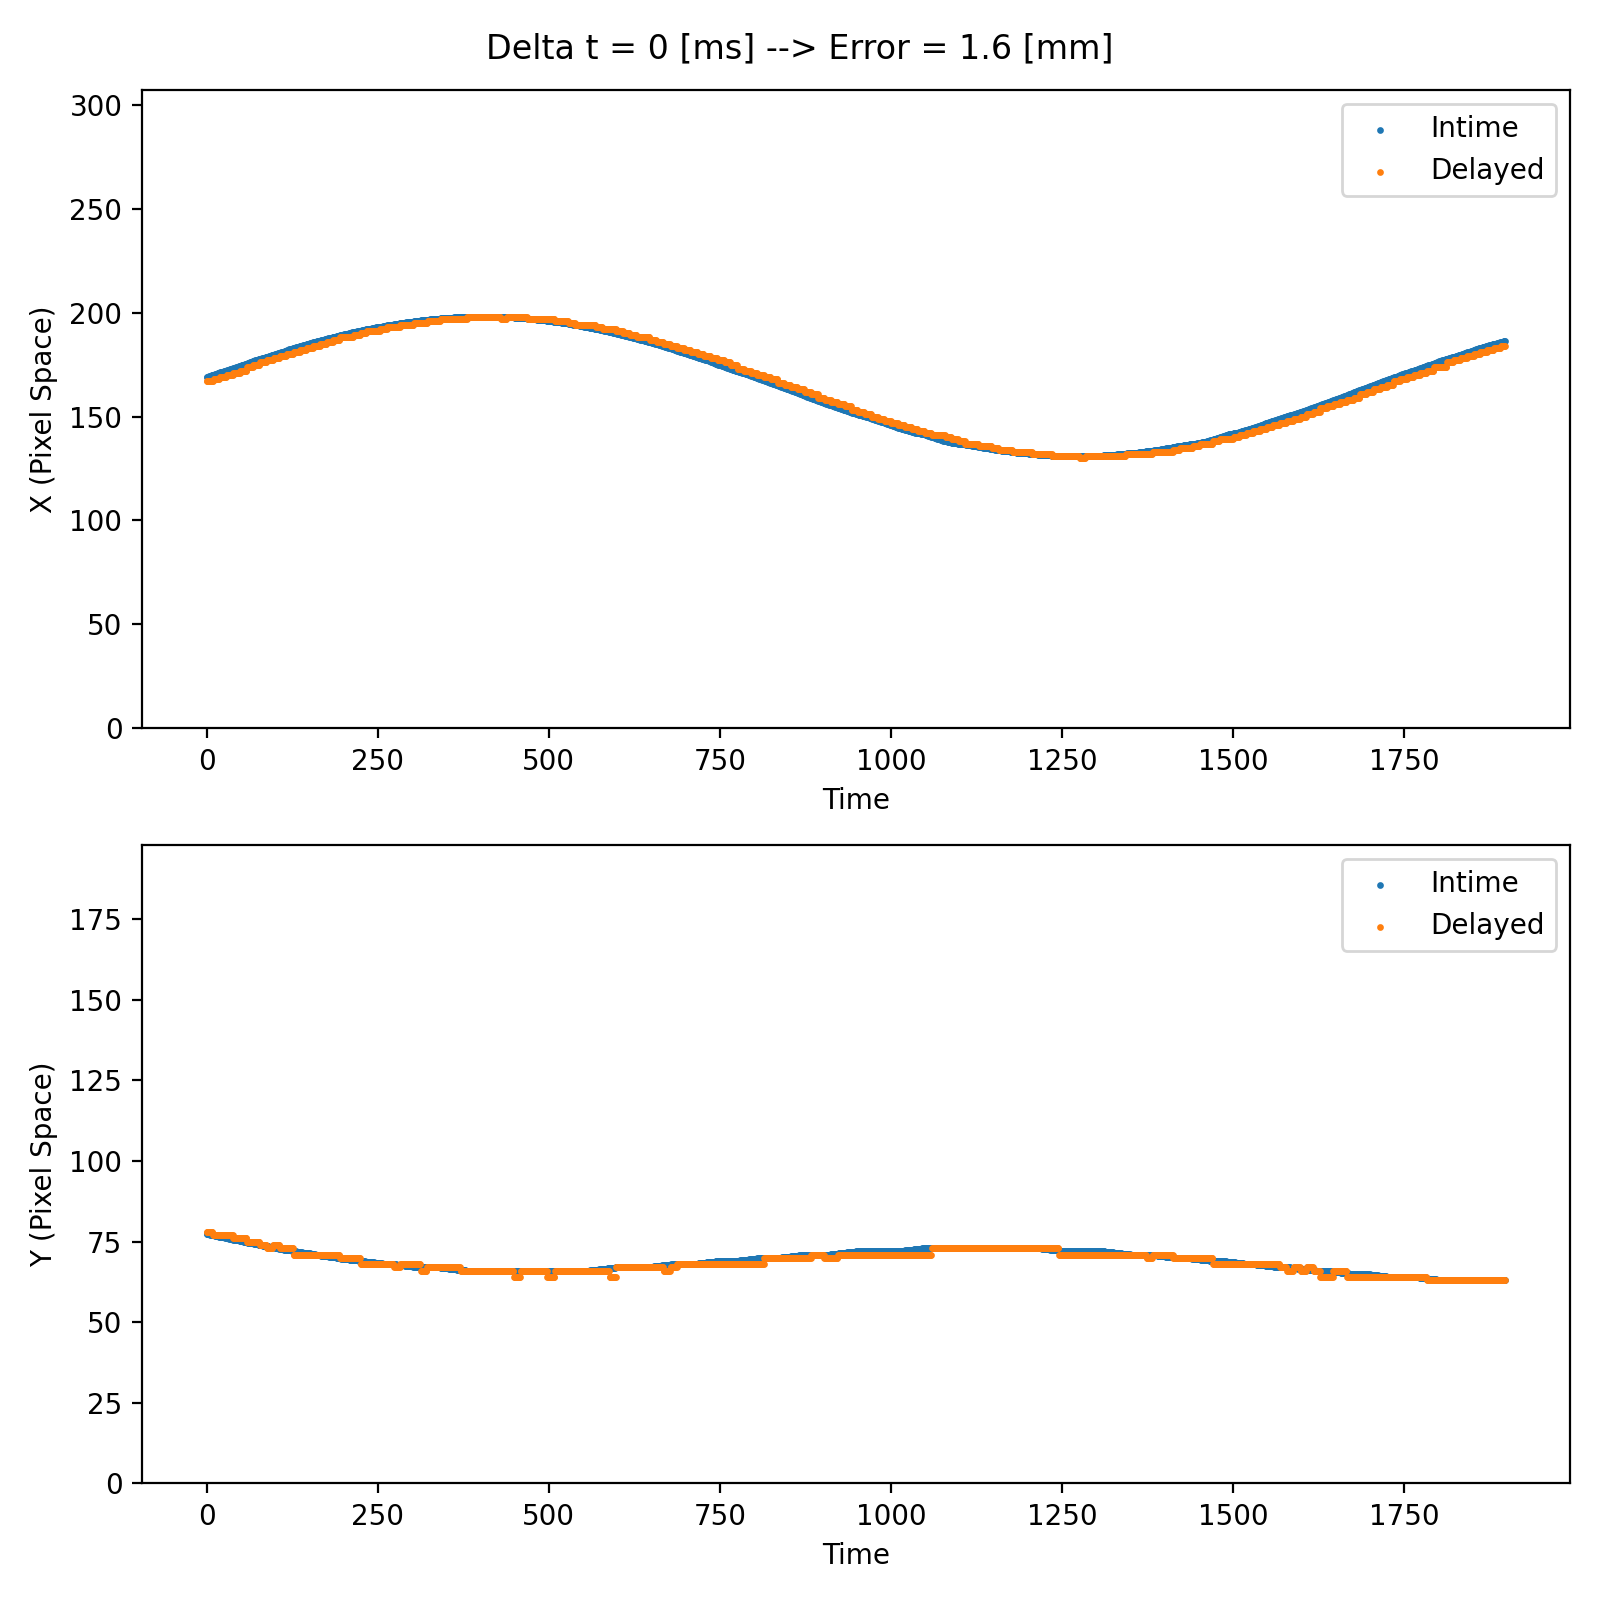 Delta t = 0 [ms] --> Error = 1.6 [mm]
300
250
200
150
100
50
0
X (Pixel Space)
Intime
Delayed
0 250 500 750 1000 1250 1500 1750
Time
175
150
125
100
75
50
25
0
Y (Pixel Space)
Intime
Delayed
0 250 500 750 1000 1250 1500 1750
Time